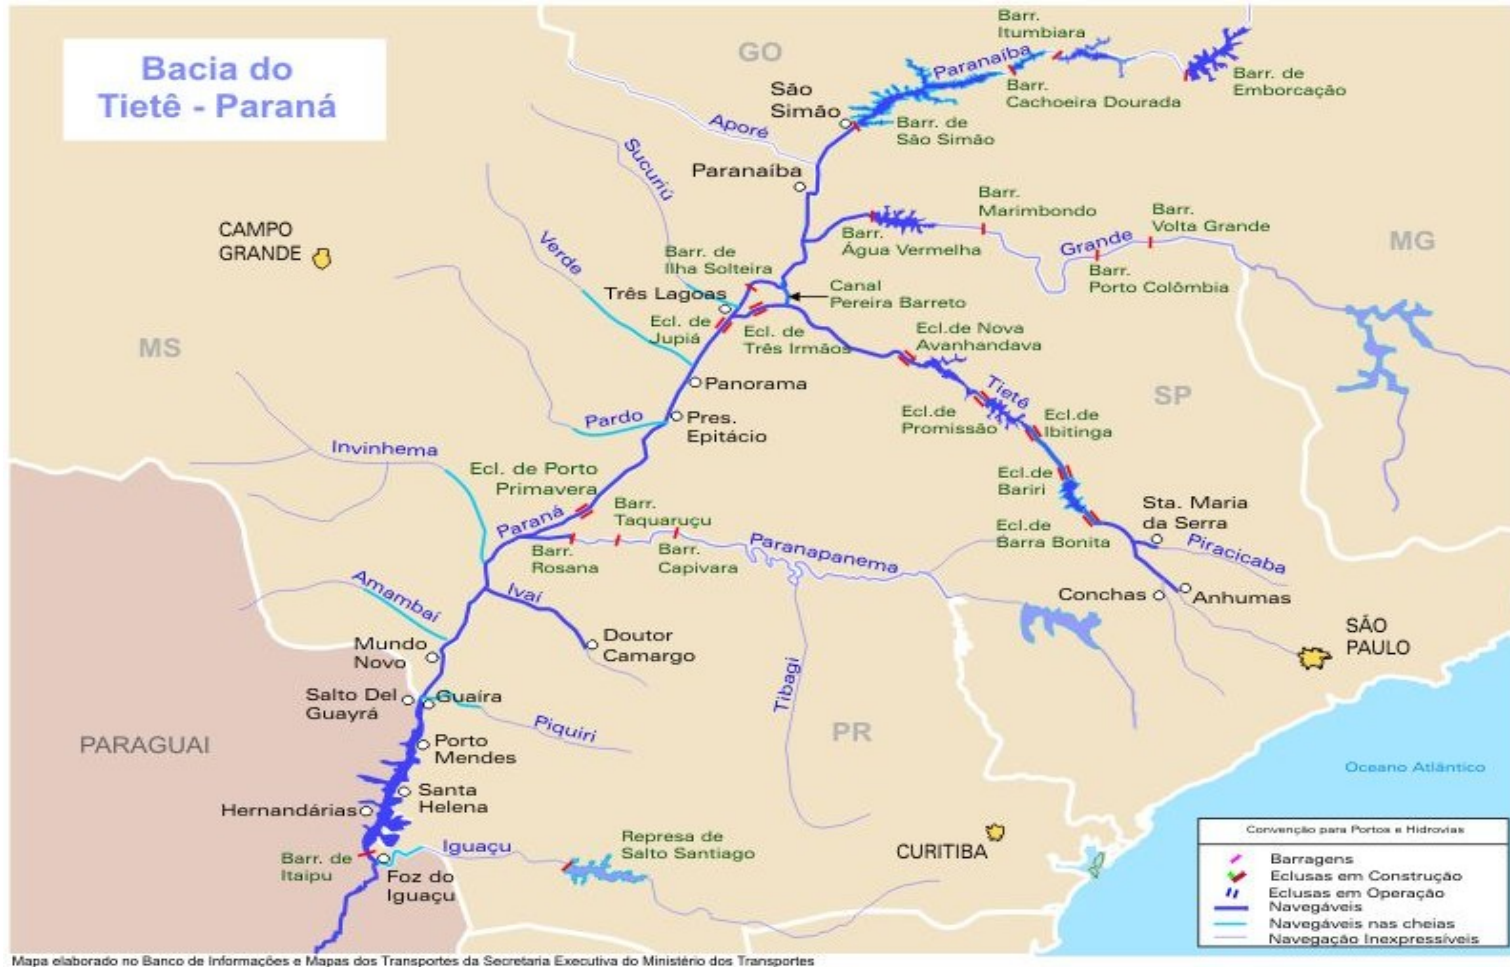 Bacia do
Tietê - Paraná
GO
Barr.
Itumbiara
Paranaíba
Barr. de
Emborcação
Barr.
Cachoeira Dourada
São
Simão
Barr. de
São Simão
Aporé
Sucuriú
Paranaíba
Barr.
Marimbondo
Barr.
Volta Grande
Barr.
Água Vermelha
Grande
MG
Barr.
Porto Colômbia
CAMPO
GRANDE
Verde
Barr. de
Ilha Solteira
Canal
Pereira Barreto
Três Lagoas
Ecl. de
Jupiá
Ecl. de
Três Irmãos
Ecl.de Nova
Avanhandava
MS
Tietê
SP
Panorama
Ecl.de
Promissão
Ecl.de
Ibitinga
Pardo
Pres.
Epitácio
Invinhema
Ecl. de Porto
Primavera
Ecl.de
Bariri
Sta. Maria
da Serra
Paraná
Barr.
Taquaruçu
Ecl.de
Barra Bonita
Barr.
Rosana
Barr.
Capivara
Paranapanema
Piracicaba
Amambaí
Ivaí
Conchas
Anhumas
Mundo
Novo
Doutor
Camargo
SÃO
PAULO
Tibagi
Salto Del
Guayrá
Guaíra
Piquiri
PR
PARAGUAI
Porto
Mendes
Oceano Atlântico
Santa
Helena
Hernandárias
Iguaçu
Represa de
Salto Santiago
CURITIBA
Barr. de
Itaipu
Foz do
Iguaçu
Convenção para Portos e Hidrovias
Barragens
Eclusas em Construção
Eclusas em Operação
Navegáveis
Navegáveis nas cheias
Navegação Inexpressíveis
Mapa elaborado no Banco de Informações e Mapas dos Transportes da Secretaria Executiva do Ministério dos Transportes